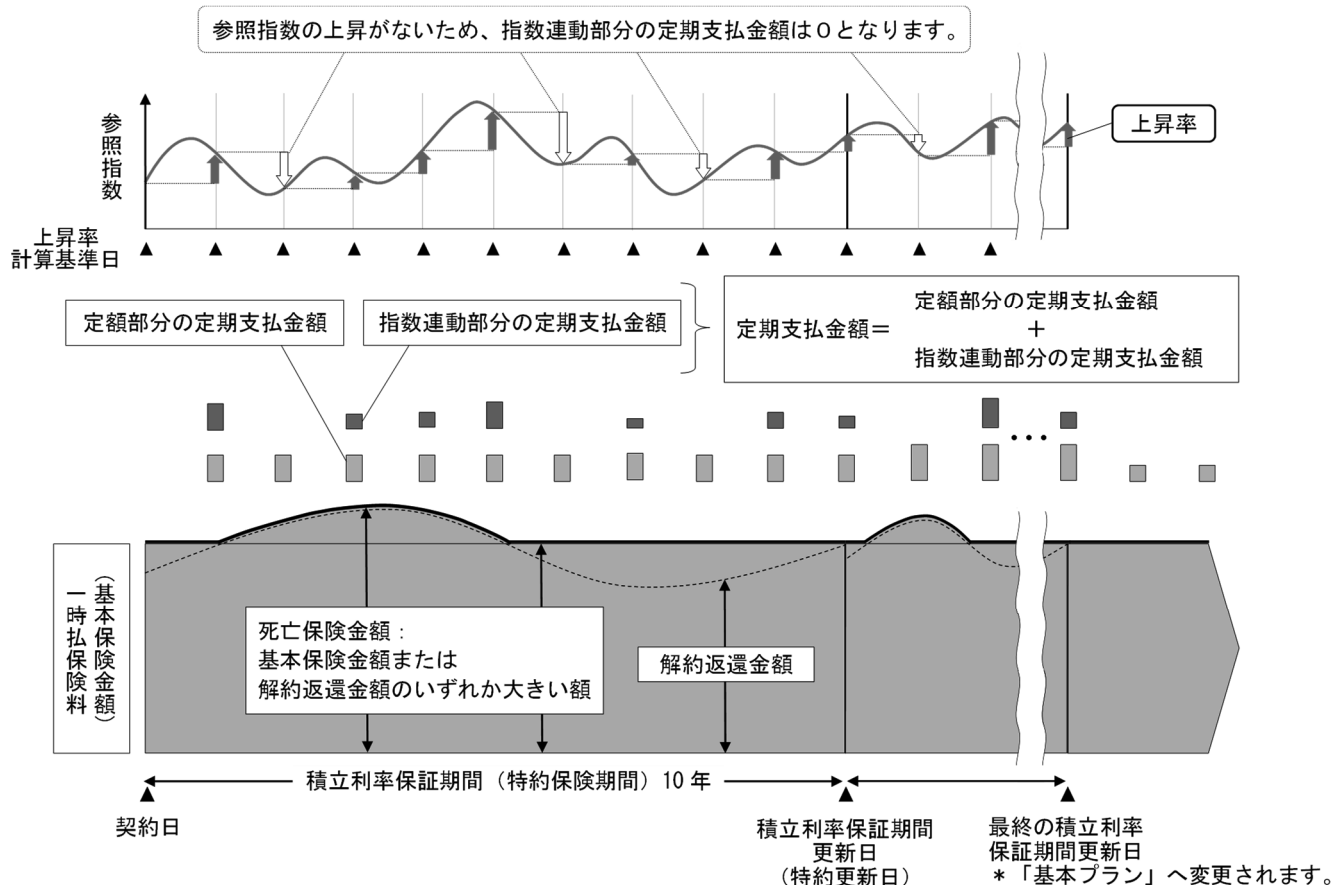 参照指数の上昇がないため、指数連動部分の定期支払金額は0となります。
参照指数
上昇率
上昇率
計算基準日
定額部分の定期支払金額
指数連動部分の定期支払金額
定額部分の定期支払金額
定期支払金額＝ ＋
指数連動部分の定期支払金額
…
（基本保険金額）
一時払保険料
死亡保険金額：
基本保険金額または
解約返還金額のいずれか大きい額
解約返還金額
積立利率保証期間（特約保険期間）10年
契約日
積立利率保証期間
更新日
（特約更新日）
最終の積立利率
保証期間更新日
＊「基本プラン」へ変更されます。